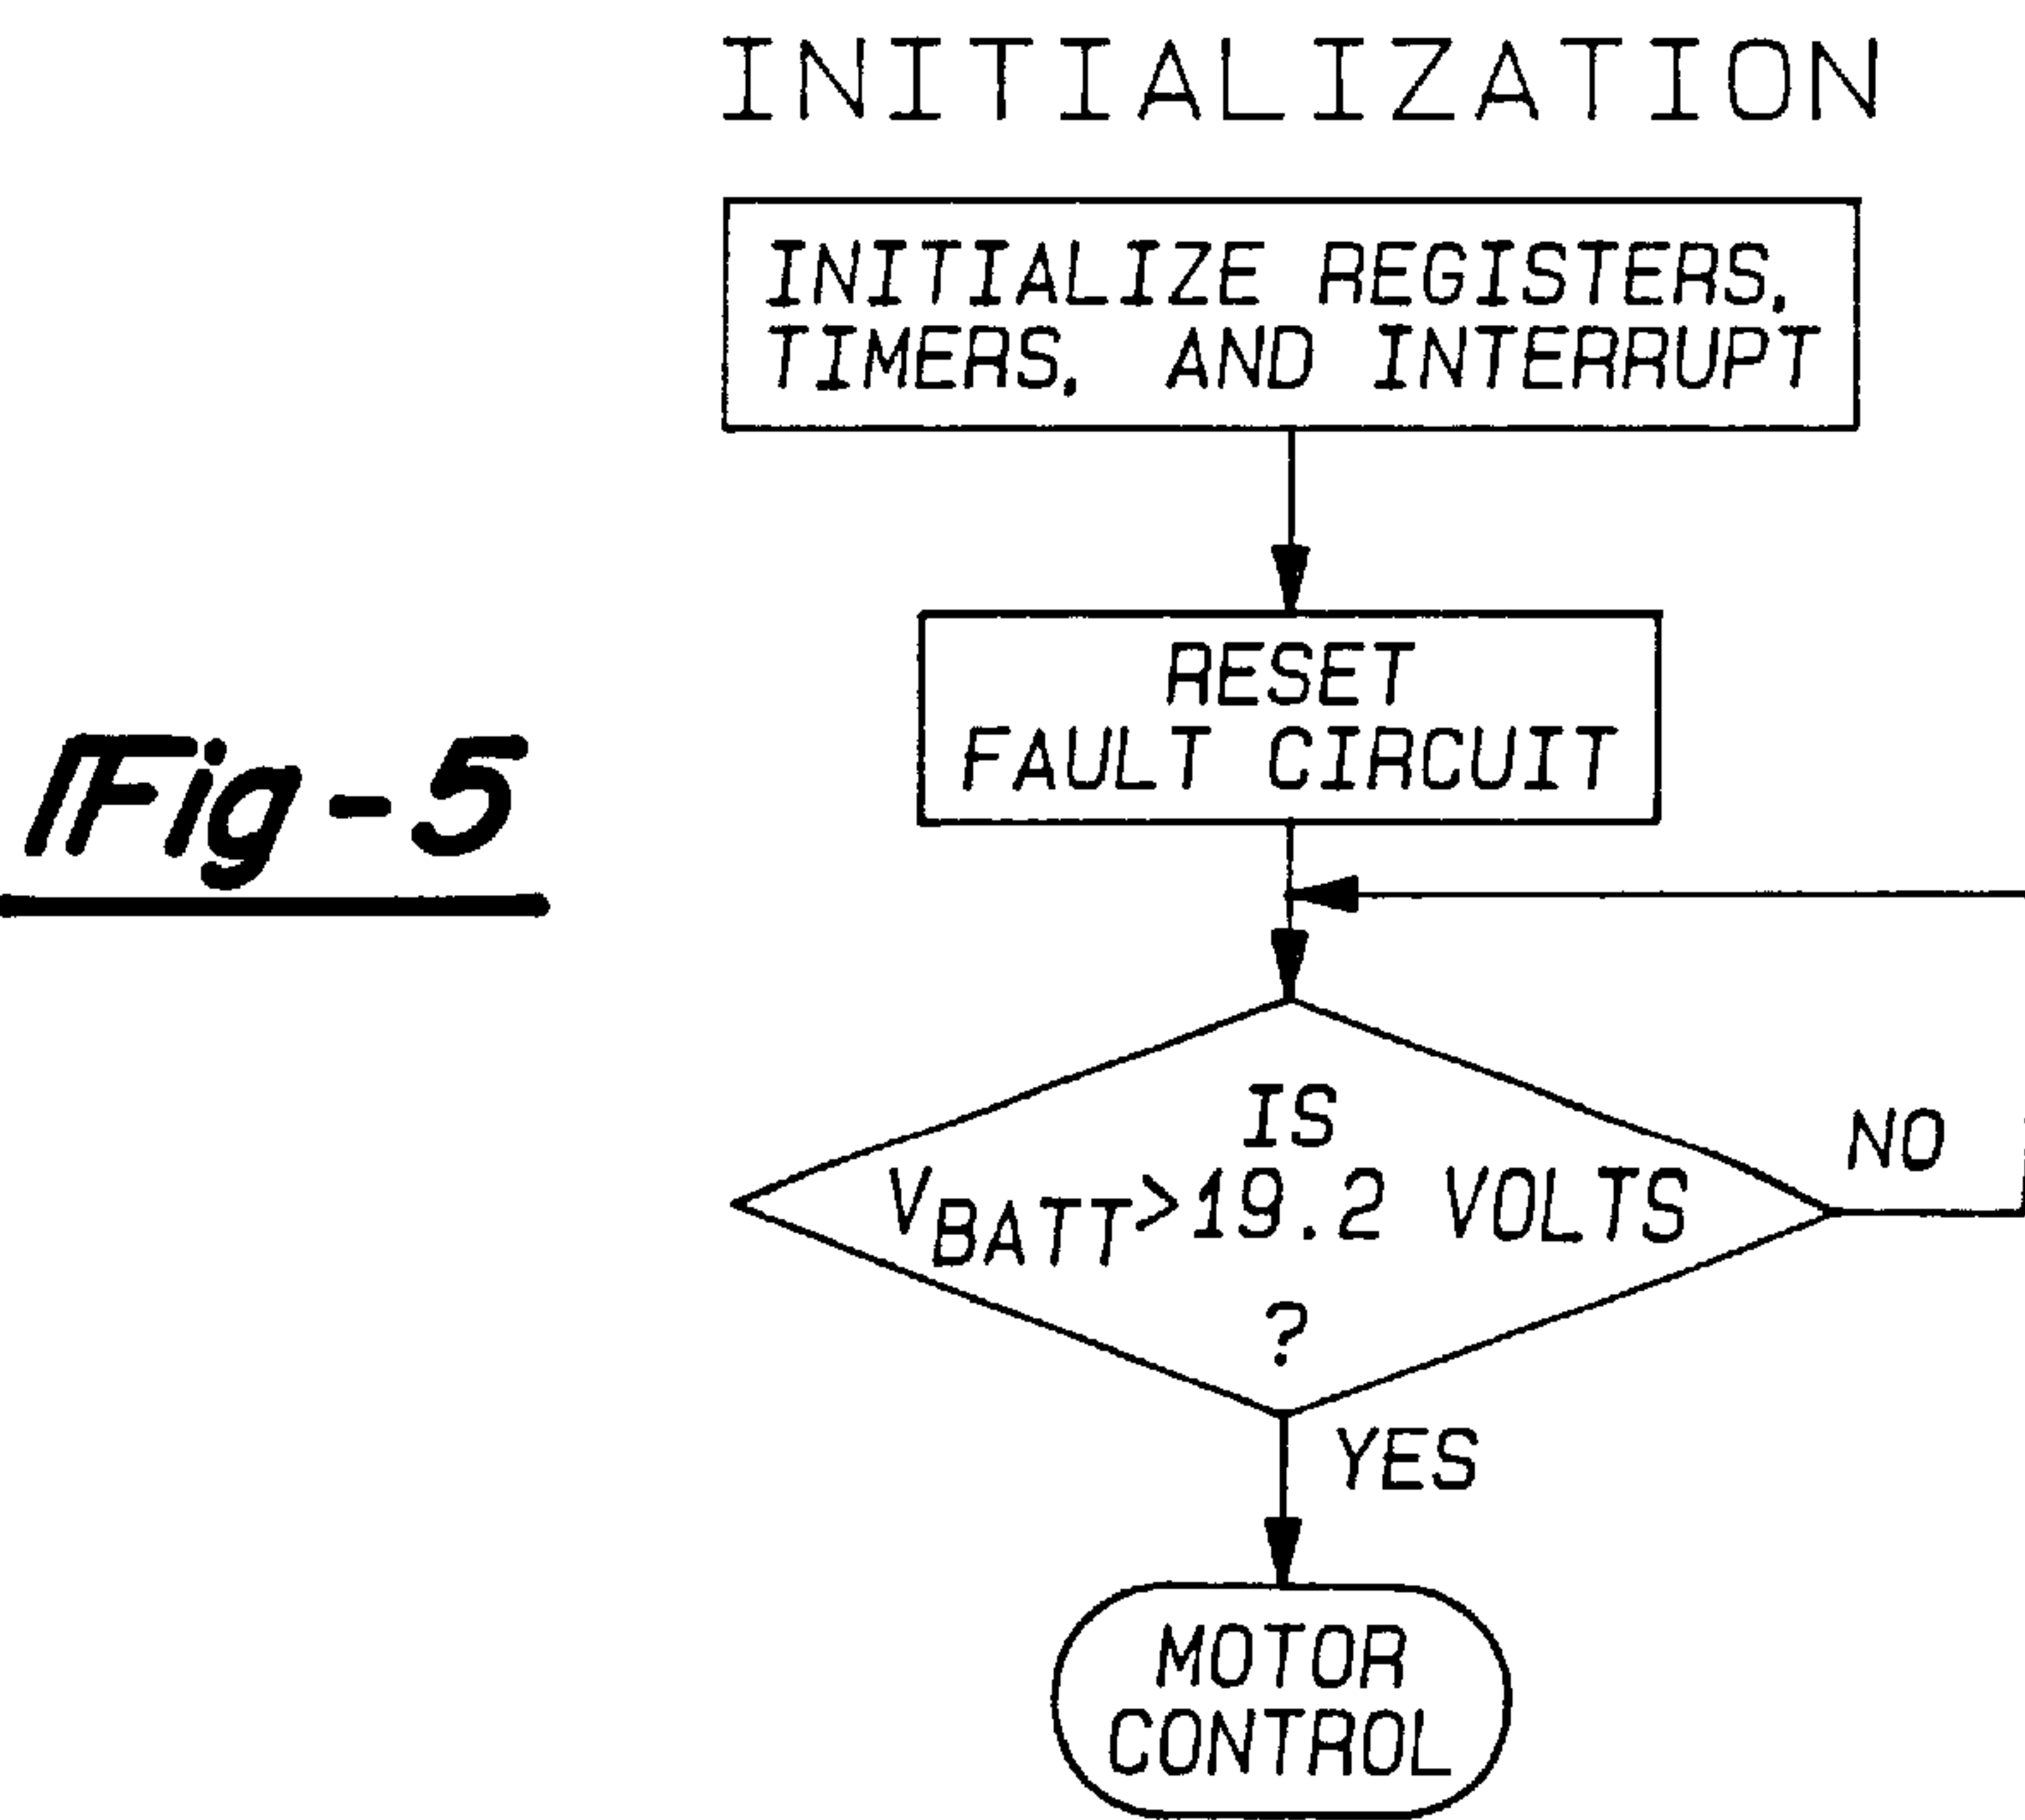 INITIALIZATION
INITIALIZE REGISTERS,
TIMERS, AND INTERRUPT
RESET
FAULT CIRCUIT
Fig-5
IS
VBATT>19.2 VOLTS
?
NO
YES
MOTOR
CONTROL